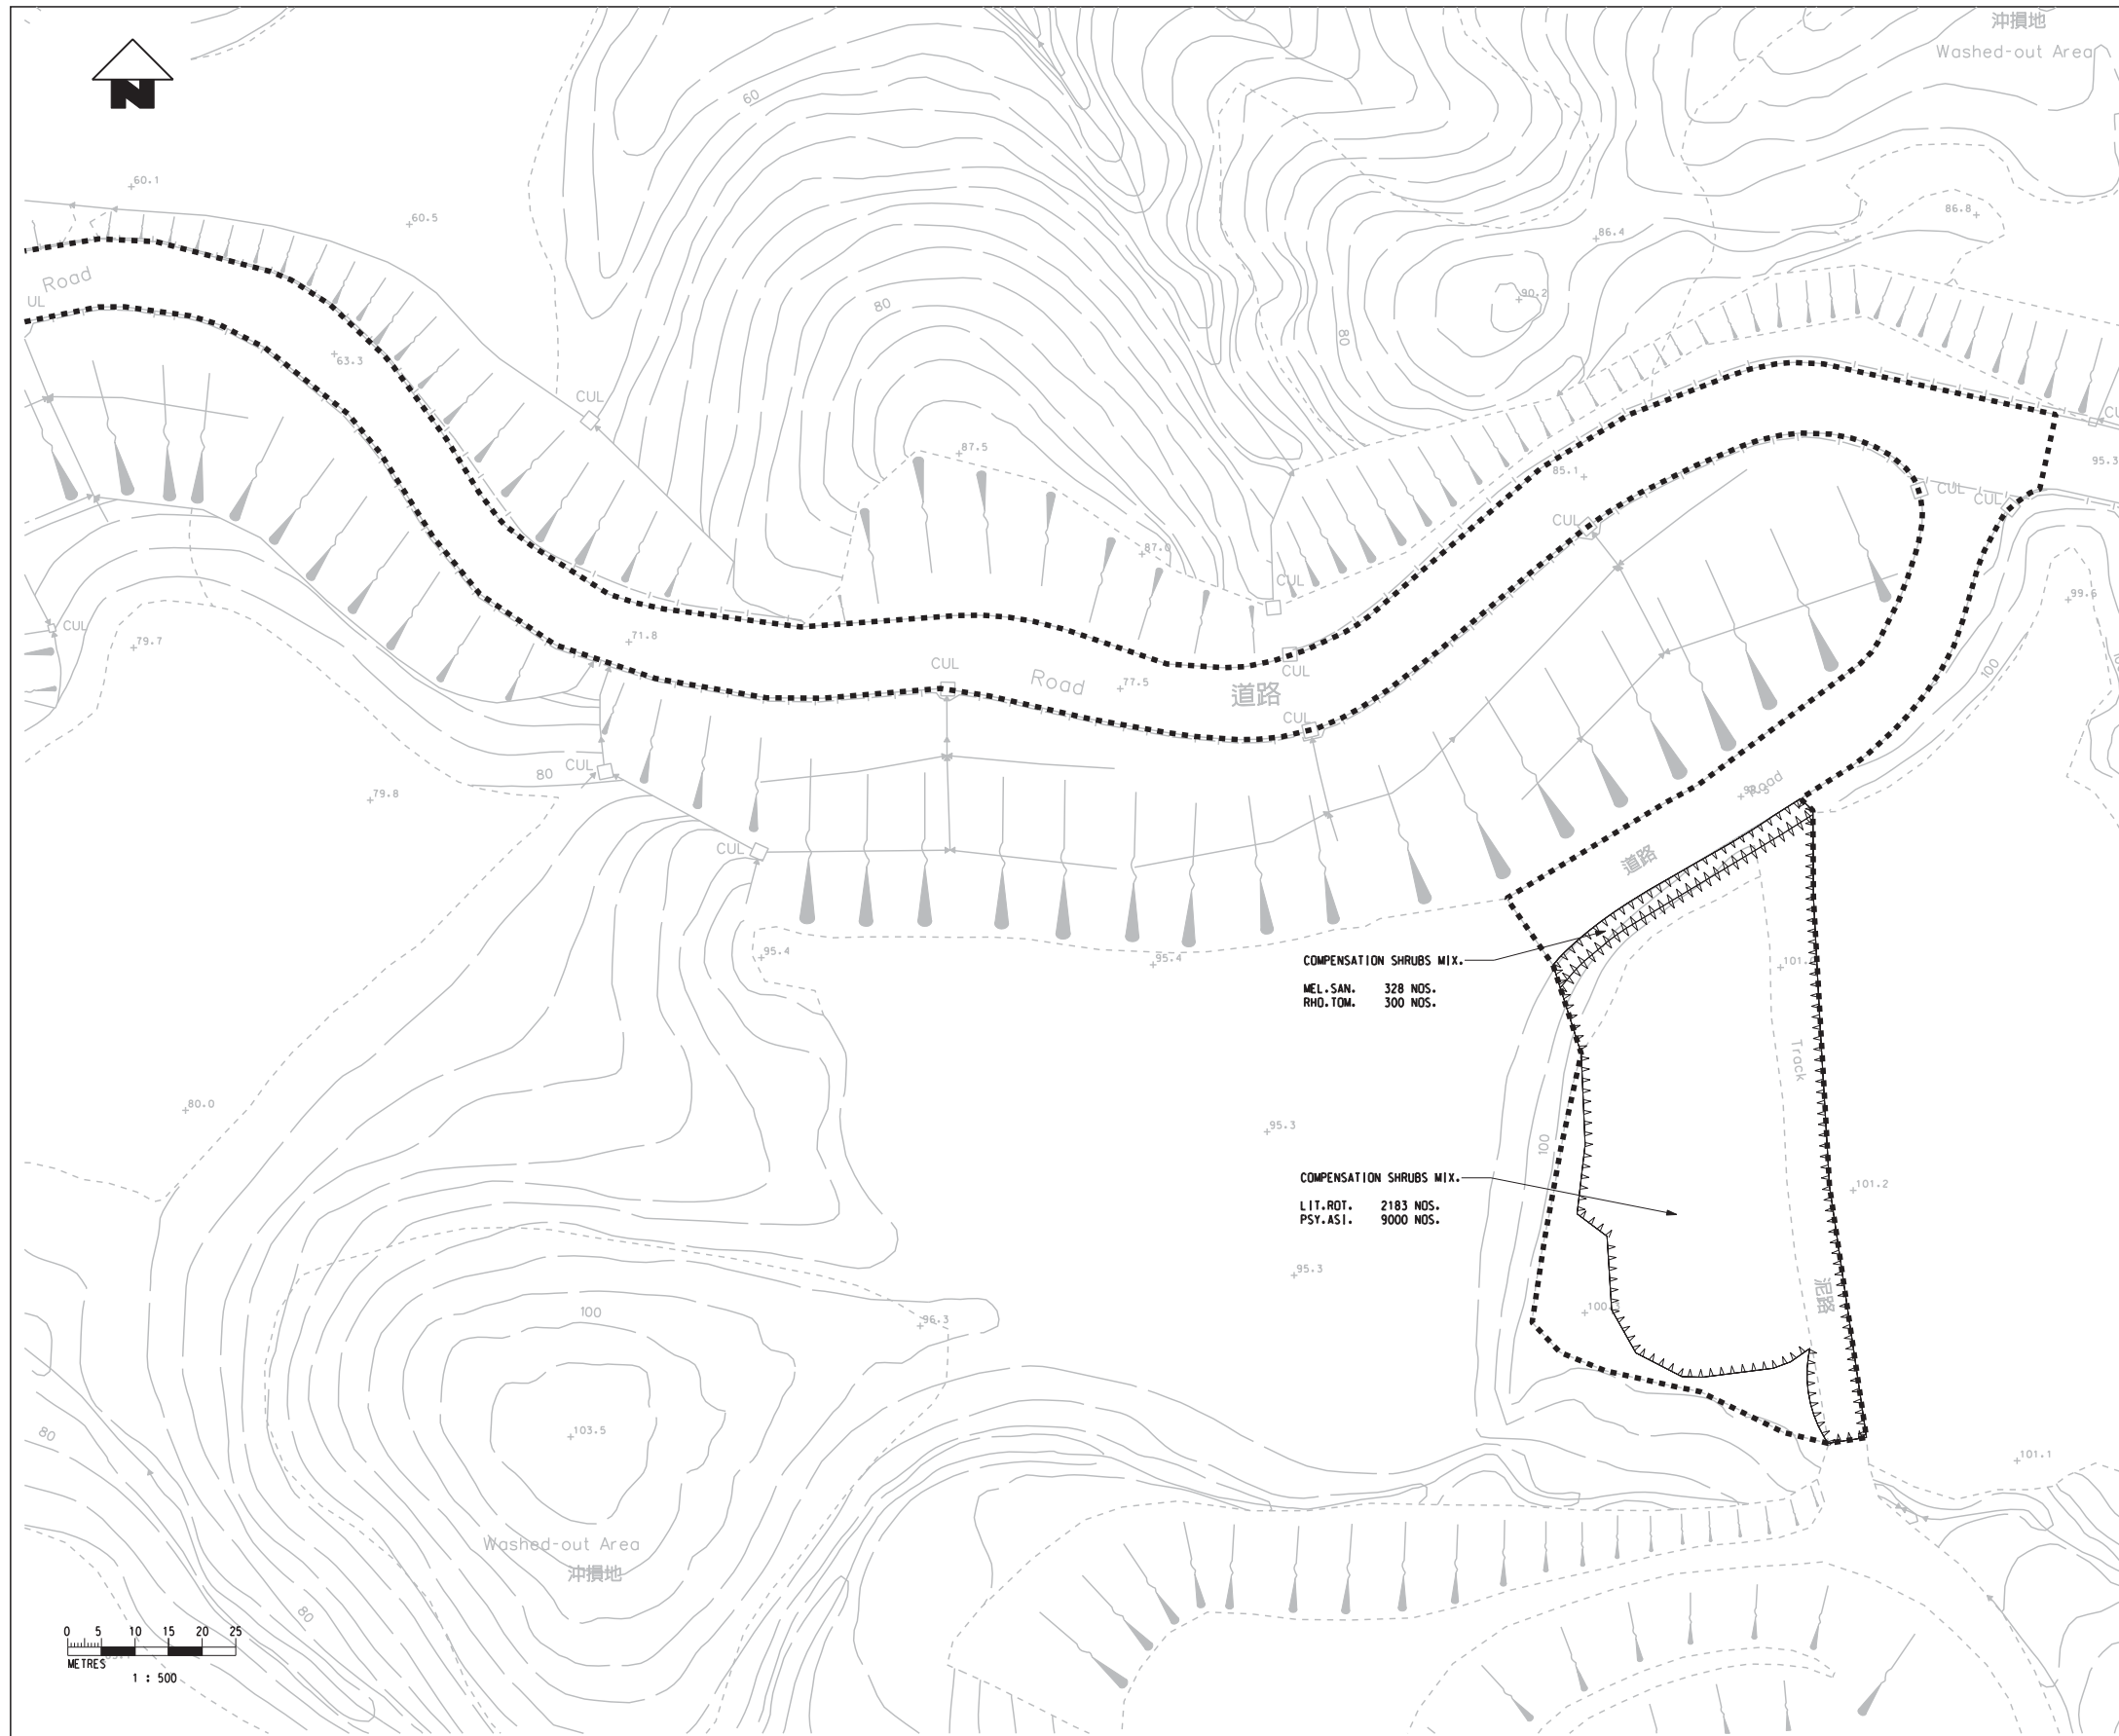 沖損地
Washed-out Area
N
60
60.1
60.5
86.8
86.4
Road
90.2
80
UL
80
63.3
CUL
CU
87.5
85.1
95.3
CUL
CUL
CUL
87.0
CUL
99.6
CUL
79.7
71.8
CUL
CUL
Road
77.5
道路
100
CUL
80
CUL
79.8
Road
CUL
道路
95.4
95.4
COMPENSATION SHRUBS MIX.
101.
MEL.SAN. 328 NOS.
RHO.TOM. 300 NOS.
Track
80.0
95.3
100
COMPENSATION SHRUBS MIX.
101.2
LIT.ROT. 2183 NOS.
PSY.ASI. 9000 NOS.
95.3
泥路
100
96.3
100.3
103.5
80
101.1
Washed-out Area
沖損地
80
0 5 10 15 20 25
METRES
1 : 500